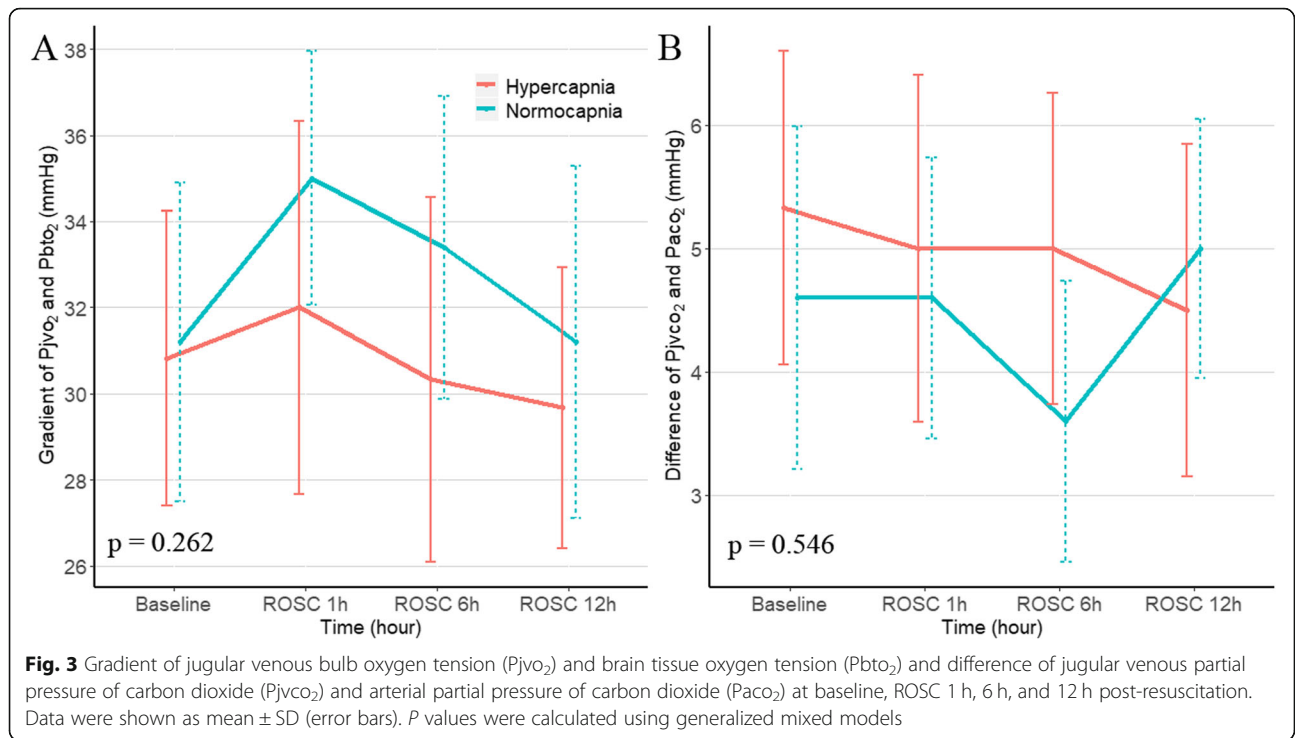 A
38
36
34
32
30
28
26
Gradient of Pjvo₂ and Pbto₂ (mmHg)
Hypercapnia
Normocapnia
p = 0.262
Baseline ROSC 1h ROSC 6h ROSC 12h
Time (hour)
B
6
5
4
3
Difference of Pjvco₂ and Paco₂ (mmHg)
p = 0.546
Baseline ROSC 1h ROSC 6h ROSC 12h
Time (hour)
Fig. 3 Gradient of jugular venous bulb oxygen tension (Pjvo₂) and brain tissue oxygen tension (Pbto₂) and difference of jugular venous partial
pressure of carbon dioxide (Pjvco₂) and arterial partial pressure of carbon dioxide (Paco₂) at baseline, ROSC 1 h, 6 h, and 12 h post-resuscitation.
Data were shown as mean ± SD (error bars). P values were calculated using generalized mixed models